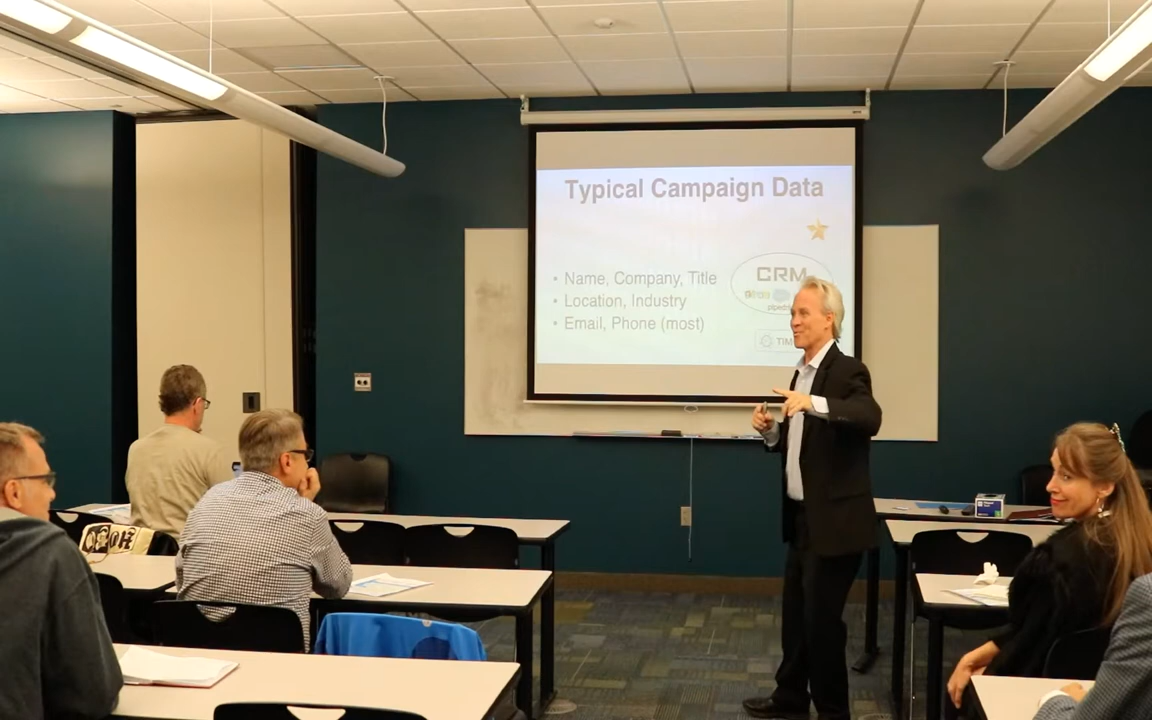 Typical Campaign Data
• Name, Company, Title
• Location, Industry
• Email, Phone (most)
CRM